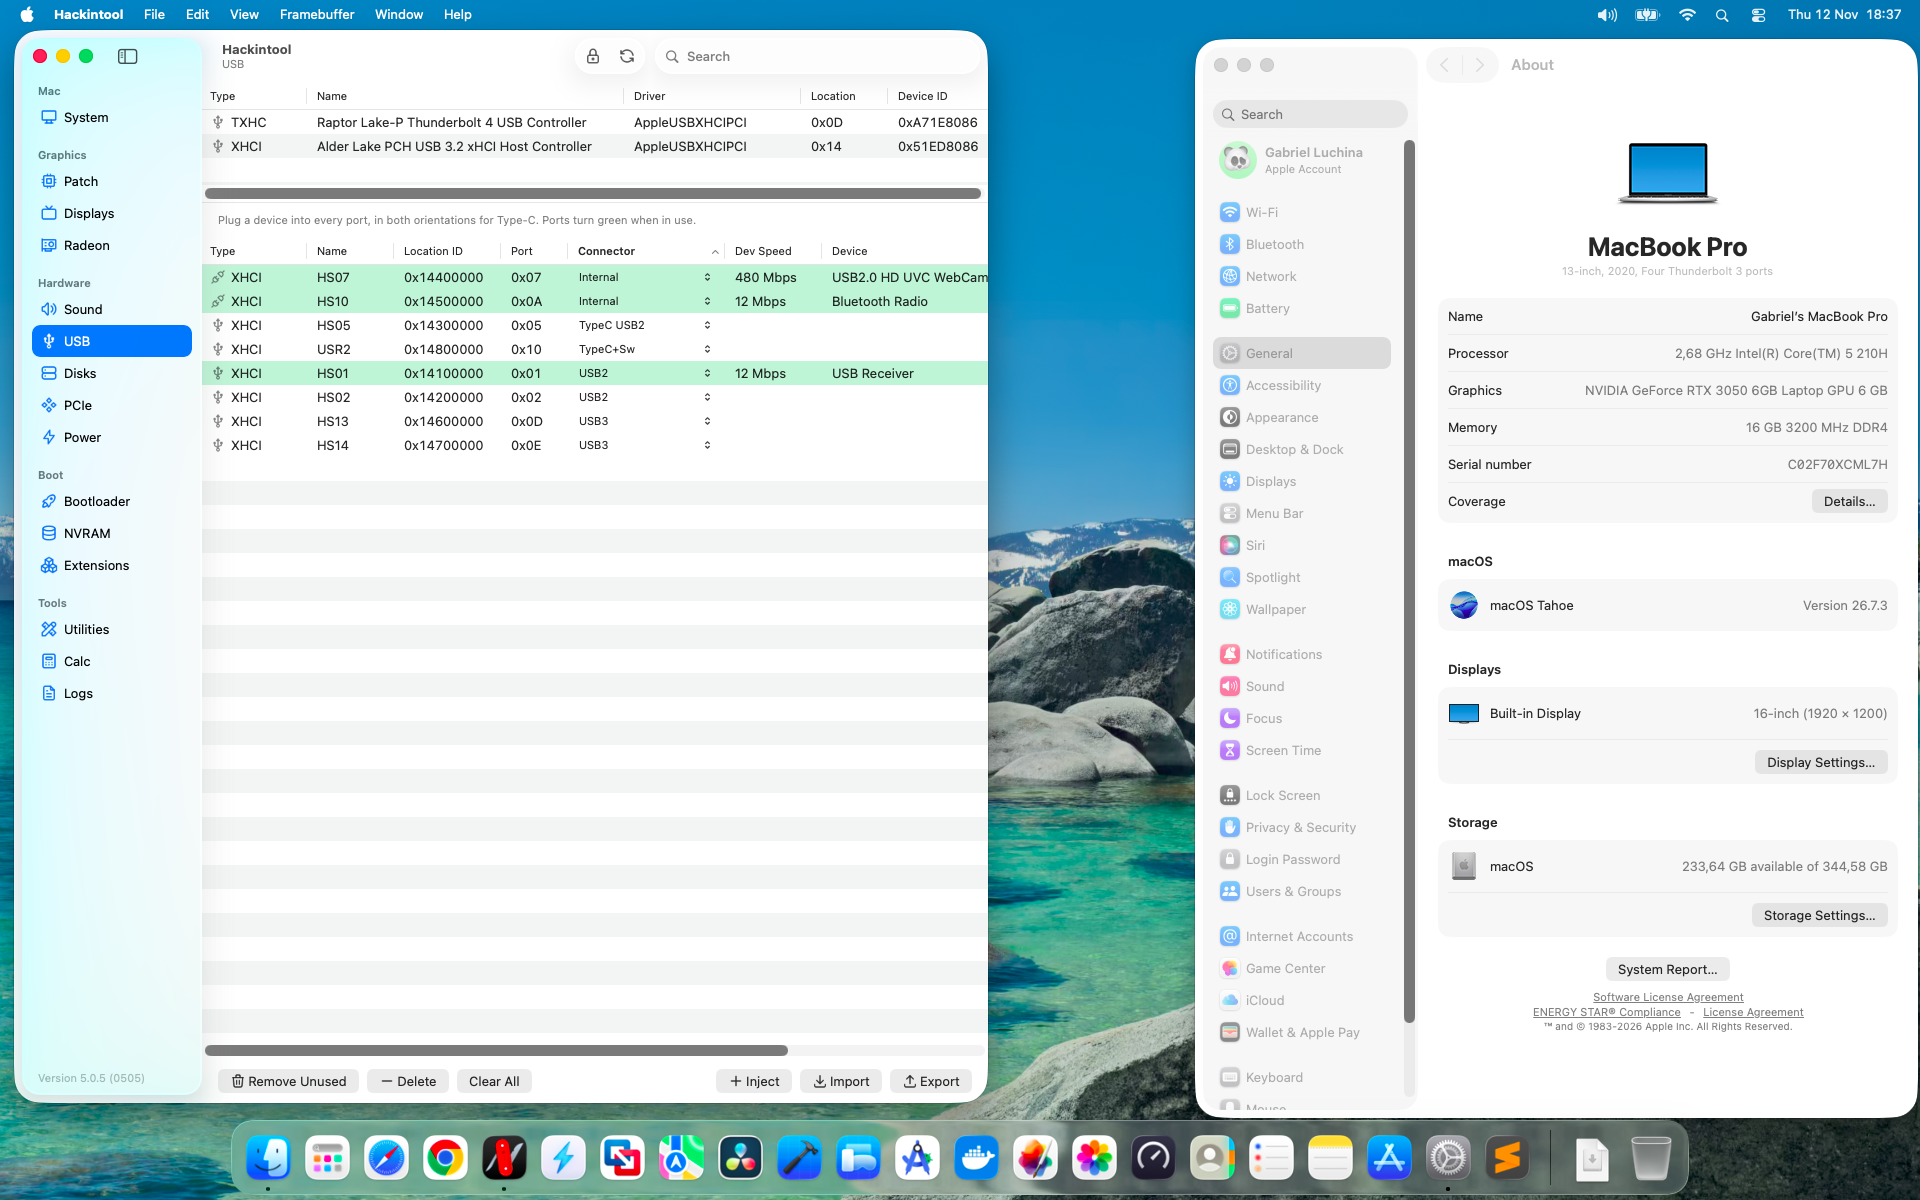 Hackintool File Edit View Framebuffer Window Help Thu 12 Nov 18:37
Hackintool
USB
Search
Mac
System
Graphics
Patch
Displays
Radeon
Hardware
Sound
USB
Disks
PCIe
Power
Boot
Bootloader
NVRAM
Extensions
Tools
Utilities
Calc
Logs
Version 5.0.5 (0505)
Type Name Driver Location Device ID
TXHC Raptor Lake-P Thunderbolt 4 USB Controller AppleUSBXHCIPCI 0x0D 0xA71E8086
XHCI Alder Lake PCH USB 3.2 xHCI Host Controller AppleUSBXHCIPCI 0x14 0x51ED8086
Plug a device into every port, in both orientations for Type-C. Ports turn green when in use.
Type Name Location ID Port Connector Dev Speed Device
XHCI HS07 0x14400000 0x07 Internal 480 Mbps USB2.0 HD UVC WebCam
XHCI HS10 0x14500000 0x0A Internal 12 Mbps Bluetooth Radio
XHCI HS05 0x14300000 0x05 TypeC USB2
XHCI USR2 0x14800000 0x10 TypeC+Sw
XHCI HS01 0x14100000 0x01 USB2 12 Mbps USB Receiver
XHCI HS02 0x14200000 0x02 USB2
XHCI HS13 0x14600000 0x0D USB3
XHCI HS14 0x14700000 0x0E USB3
Remove Unused Delete Clear All Inject Import Export
Search
Gabriel Luchina
Apple Account
Wi-Fi
Bluetooth
Network
Battery
General
Accessibility
Appearance
Desktop & Dock
Displays
Menu Bar
Siri
Spotlight
Wallpaper
Notifications
Sound
Focus
Screen Time
Lock Screen
Privacy & Security
Login Password
Users & Groups
Internet Accounts
Game Center
iCloud
Wallet & Apple Pay
Keyboard
Mouse
About
MacBook Pro
13-inch, 2020, Four Thunderbolt 3 ports
Name Gabriel's MacBook Pro
Processor 2,68 GHz Intel(R) Core(TM) 5 210H
Graphics NVIDIA GeForce RTX 3050 6GB Laptop GPU 6 GB
Memory 16 GB 3200 MHz DDR4
Serial number C02F70XCML7H
Coverage Details...
macOS
macOS Tahoe Version 26.7.3
Displays
Built-in Display 16-inch (1920 × 1200)
Display Settings...
Storage
macOS 233,64 GB available of 344,58 GB
Storage Settings...
System Report...
Software License Agreement
ENERGY STAR® Compliance - License Agreement
™ and © 1983-2026 Apple Inc. All Rights Reserved.